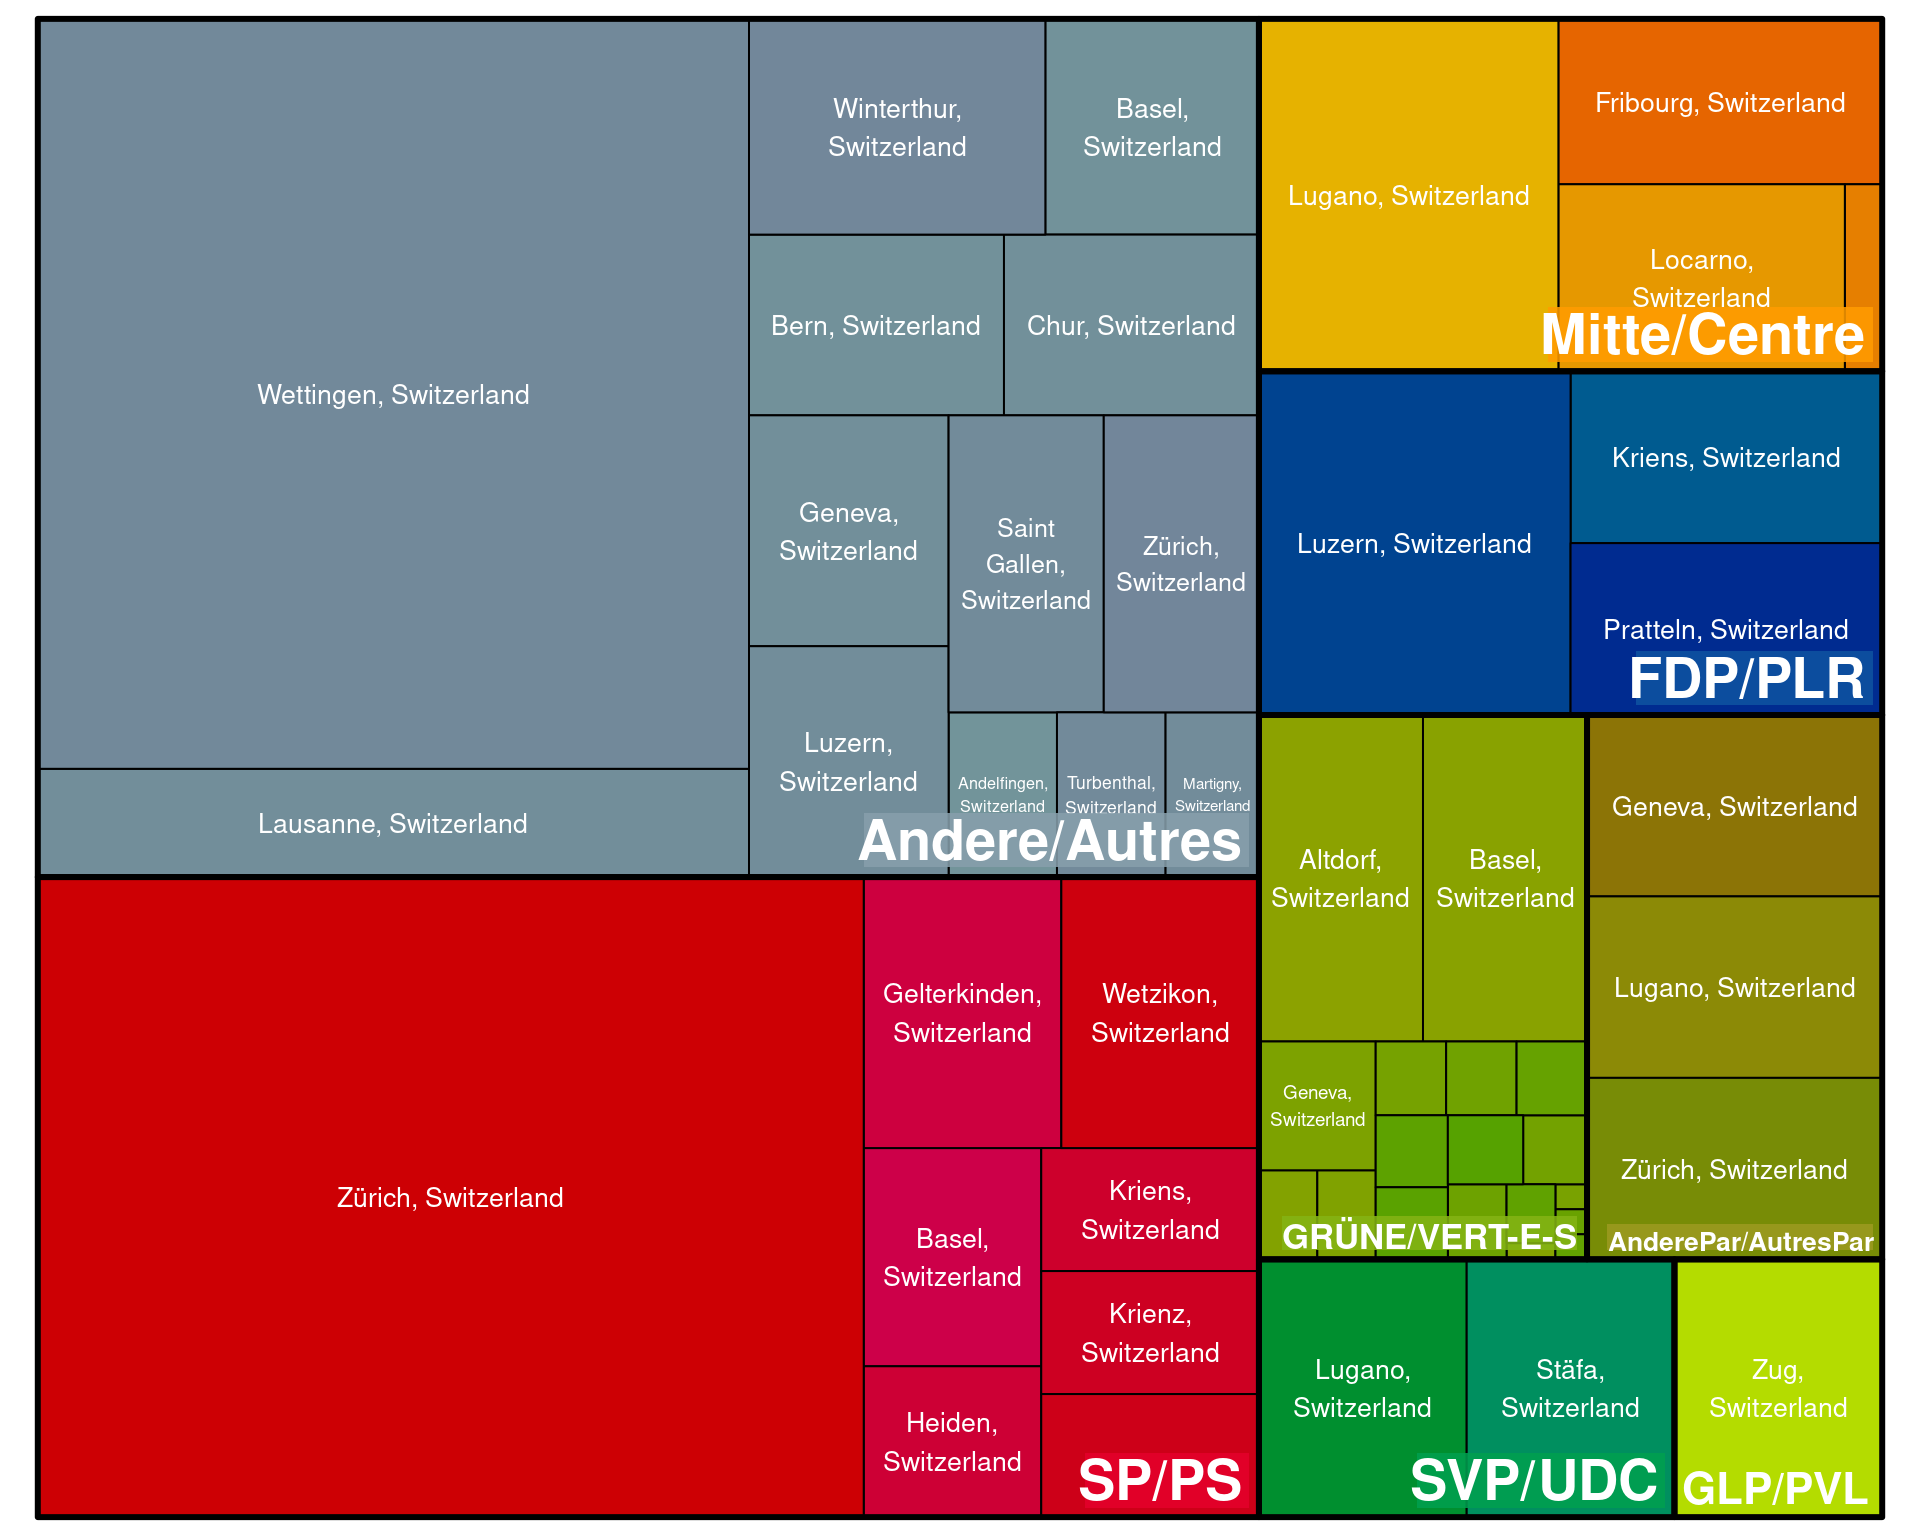 Wettingen, Switzerland
Lausanne, Switzerland
Winterthur,
Switzerland
Basel,
Switzerland
Bern, Switzerland
Chur, Switzerland
Geneva,
Switzerland
Saint
Gallen,
Switzerland
Zürich,
Switzerland
Luzern,
Switzerland
Andelfingen,
Switzerland
Turbenthal,
Switzerland
Martigny,
Switzerland
Andere/Autres
Zürich, Switzerland
Gelterkinden,
Switzerland
Wetzikon,
Switzerland
Basel,
Switzerland
Kriens,
Switzerland
Krienz,
Switzerland
Heiden,
Switzerland
SP/PS
Lugano, Switzerland
Fribourg, Switzerland
Locarno,
Switzerland
Mitte/Centre
Luzern, Switzerland
Kriens, Switzerland
Pratteln, Switzerland
FDP/PLR
Altdorf,
Switzerland
Basel,
Switzerland
Geneva,
Switzerland
GRÜNE/VERT-E-S
Geneva, Switzerland
Lugano, Switzerland
Zürich, Switzerland
AnderePar/AutresPar
Lugano,
Switzerland
Stäfa,
Switzerland
SVP/UDC
Zug,
Switzerland
GLP/PVL